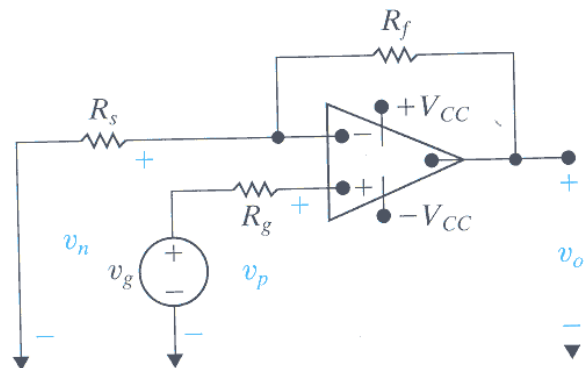 R_f
R_s
+V_CC
−
+
+
+
R_g
−V_CC
+
v_n
v_g
+
−
v_p
v_o
−
−
−